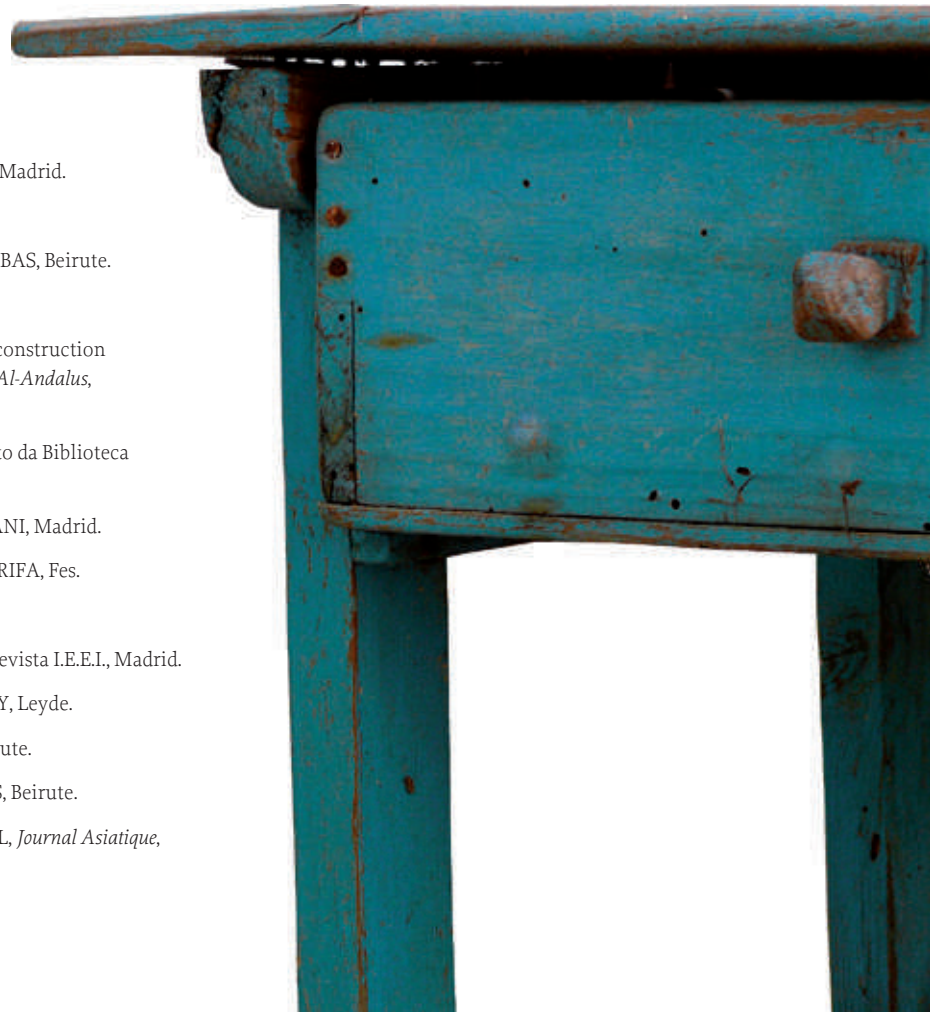 Madrid.
BAS, Beirute.
construction
Al-Andalus,
o da Biblioteca
ANI, Madrid.
RIFA, Fes.
evista I.E.E.I., Madrid.
Y, Leyde.
ute.
, Beirute.
L, Journal Asiatique,